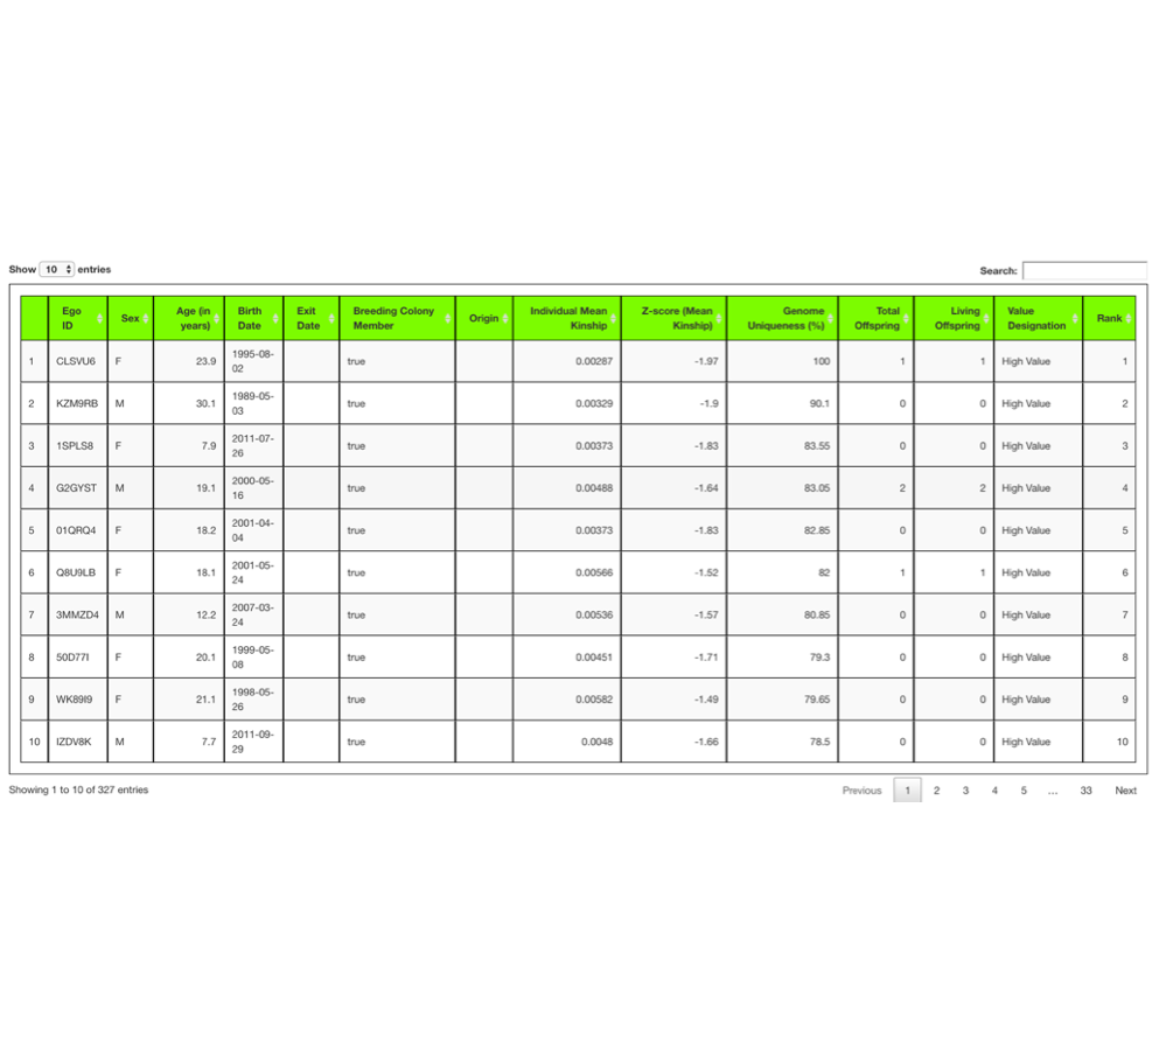 Show 10 entries
Search:
Ego ID Sex Age (in years) Birth Date Exit Date Breeding Colony Member Origin Individual Mean Kinship Z-score (Mean Kinship) Genome Uniqueness (%) Total Offspring Living Offspring Value Designation Rank
1 CLSVU6 F 23.9 1995-08-02 true 0.00287 -1.97 100 1 1 High Value 1
2 KZM9RB M 30.1 1989-05-03 true 0.00329 -1.9 90.1 0 0 High Value 2
3 1SPLS8 F 7.9 2011-07-26 true 0.00373 -1.83 83.55 0 0 High Value 3
4 G2GYST M 19.1 2000-05-16 true 0.00488 -1.64 83.05 2 2 High Value 4
5 01QRQ4 F 18.2 2001-04-04 true 0.00373 -1.83 82.85 0 0 High Value 5
6 Q8U9LB F 18.1 2001-05-24 true 0.00566 -1.52 82 1 1 High Value 6
7 3MMZD4 M 12.2 2007-03-24 true 0.00536 -1.57 80.85 0 0 High Value 7
8 50D77I F 20.1 1999-05-08 true 0.00451 -1.71 79.3 0 0 High Value 8
9 WK89I9 F 21.1 1998-05-26 true 0.00582 -1.49 79.65 0 0 High Value 9
10 IZDV8K M 7.7 2011-09-29 true 0.0048 -1.66 78.5 0 0 High Value 10
Showing 1 to 10 of 327 entries
Previous 1 2 3 4 5 ... 33 Next